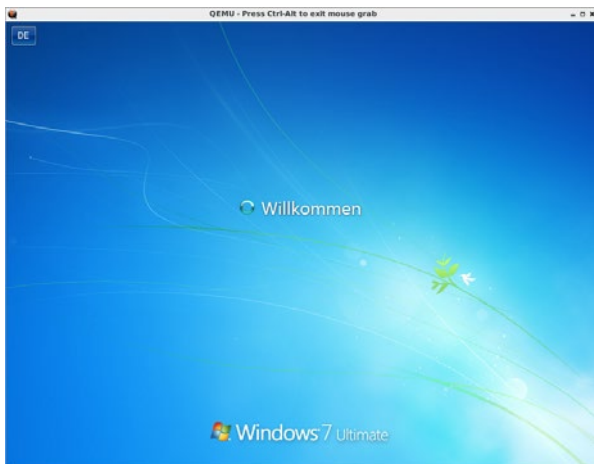 QEMU - Press Ctrl-Alt to exit mouse grab
DE
Willkommen
Windows 7 Ultimate